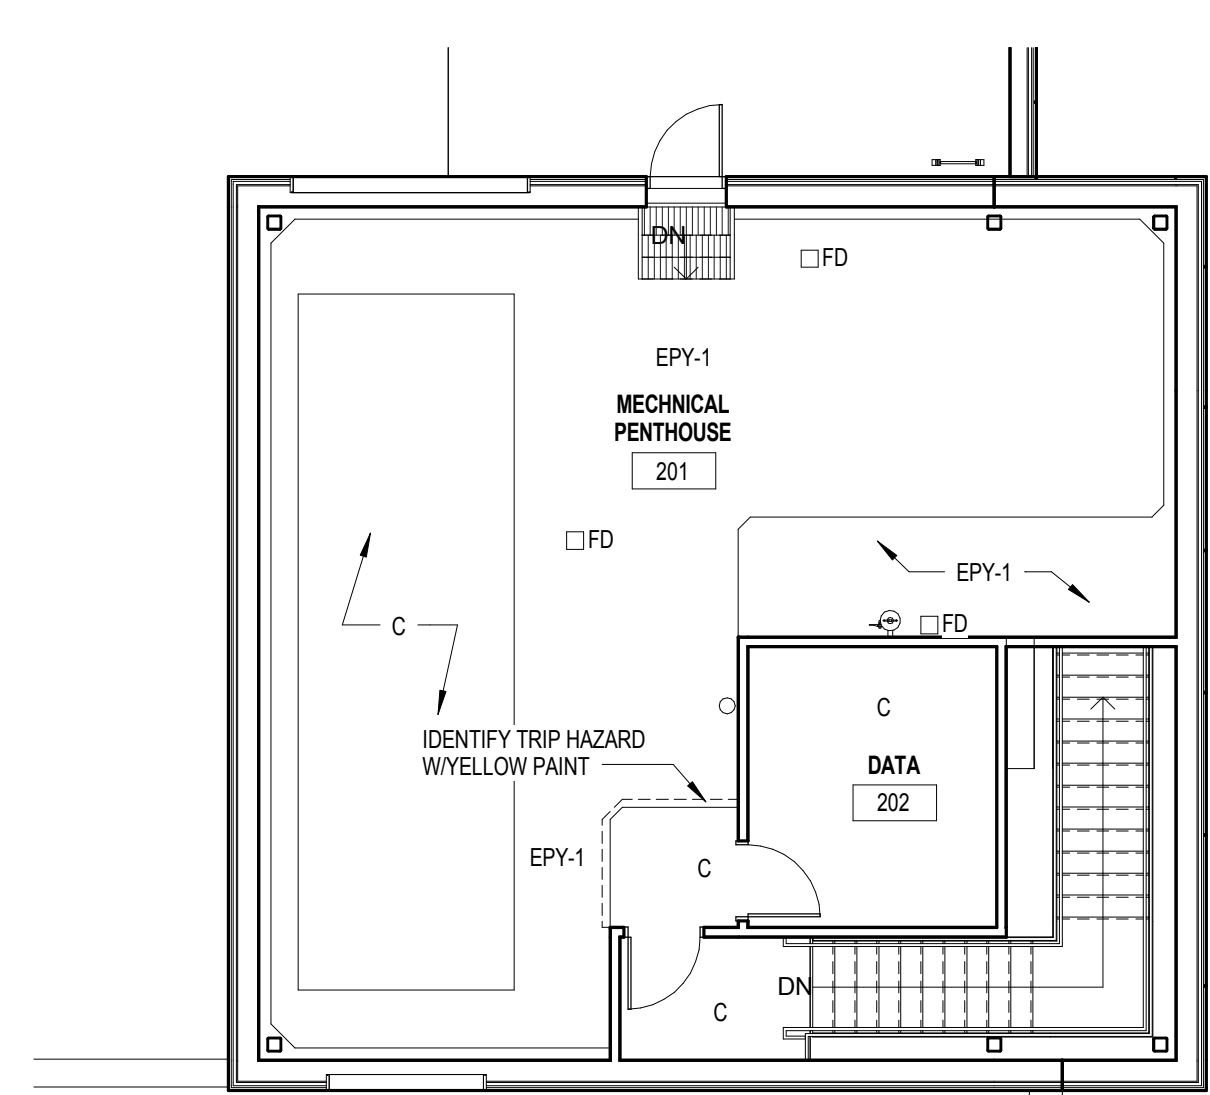 DN
FD
EPY-1
MECHNICAL
PENTHOUSE
201
FD
EPY-1
FD
C
C
IDENTIFY TRIP HAZARD
W/YELLOW PAINT
DATA
202
EPY-1
C
DN
C